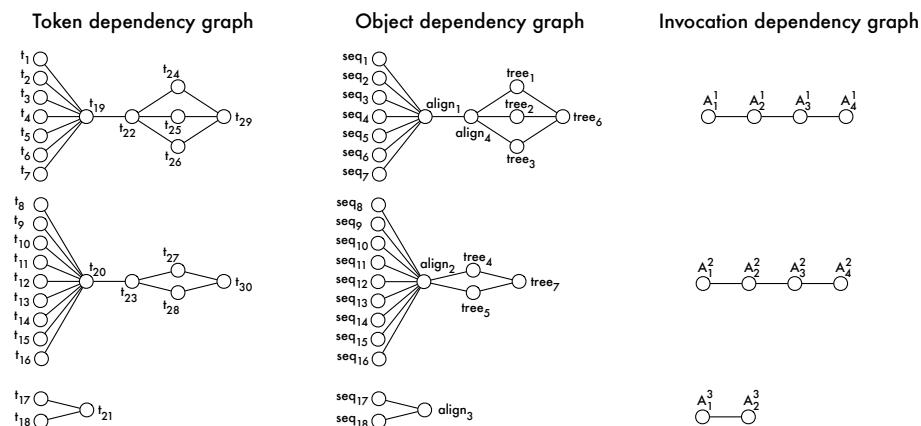 Token dependency graph
Object dependency graph
Invocation dependency graph
t1
t2
t3
t4
t5
t6
t7
t19
t22
t24
t25
t26
t29
seq1
seq2
seq3
seq4
seq5
seq6
seq7
align1
align4
tree1
tree2
tree3
tree6
A11
A12
A13
A14
t8
t9
t10
t11
t12
t13
t14
t15
t16
t20
t23
t27
t28
t30
seq8
seq9
seq10
seq11
seq12
seq13
seq14
seq15
seq16
align2
tree4
tree5
tree7
A21
A22
A23
A24
t17
t18
t21
seq17
seq18
align3
A31
A32